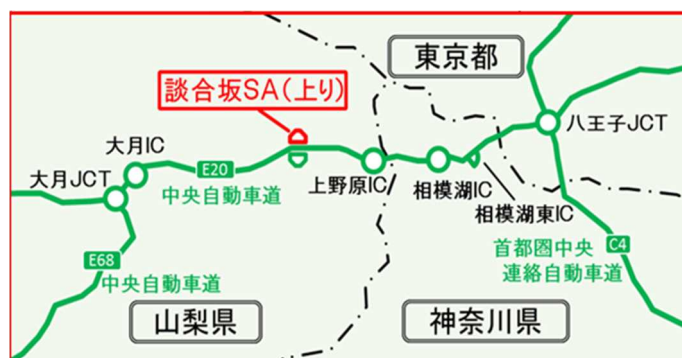 東京都
談合坂SA(上り)
八王子JCT
大月IC
大月JCT
E20
中央自動車道
上野原IC
相模湖IC
相模湖東IC
首都圏中央
連絡自動車道
C4
E68
中央自動車道
山梨県
神奈川県